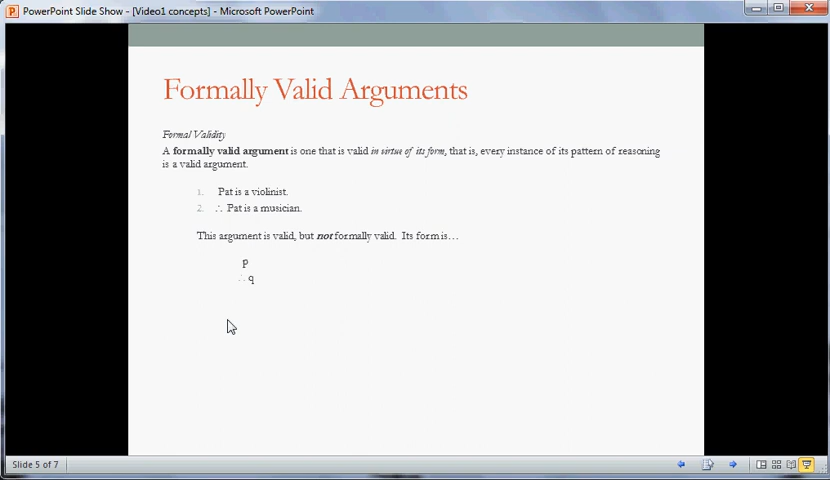 PowerPoint Slide Show - [Video1 concepts] - Microsoft PowerPoint
Formally Valid Arguments
Formal Validity
A formally valid argument is one that is valid in virtue of its form, that is, every instance of its pattern of reasoning
is a valid argument.
1. Pat is a violinist.
2. ∴ Pat is a musician.
This argument is valid, but not formally valid. Its form is…
p
∴ q
Slide 5 of 7